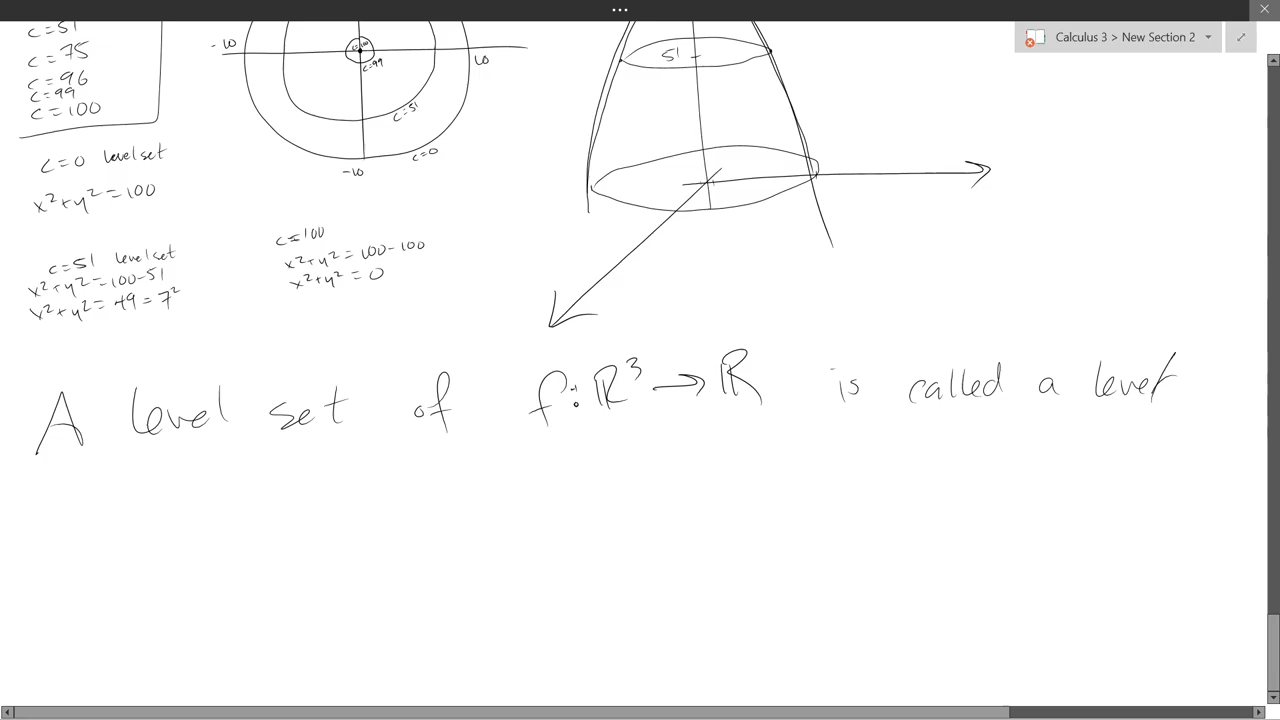 Calculus 3 > New Section 2
c=51
c=75
c=96
c=99
c=100
-10
10
c=100
c=99
c=51
c=0
-10
51
c=0 level set
x²+y²=100
c=51 level set
x²+y²=100-51
x²+y²=49=7²
c=100
x²+y²=100-100
x²+y²=0
A level set of f:ℝ³→ℝ is called a level